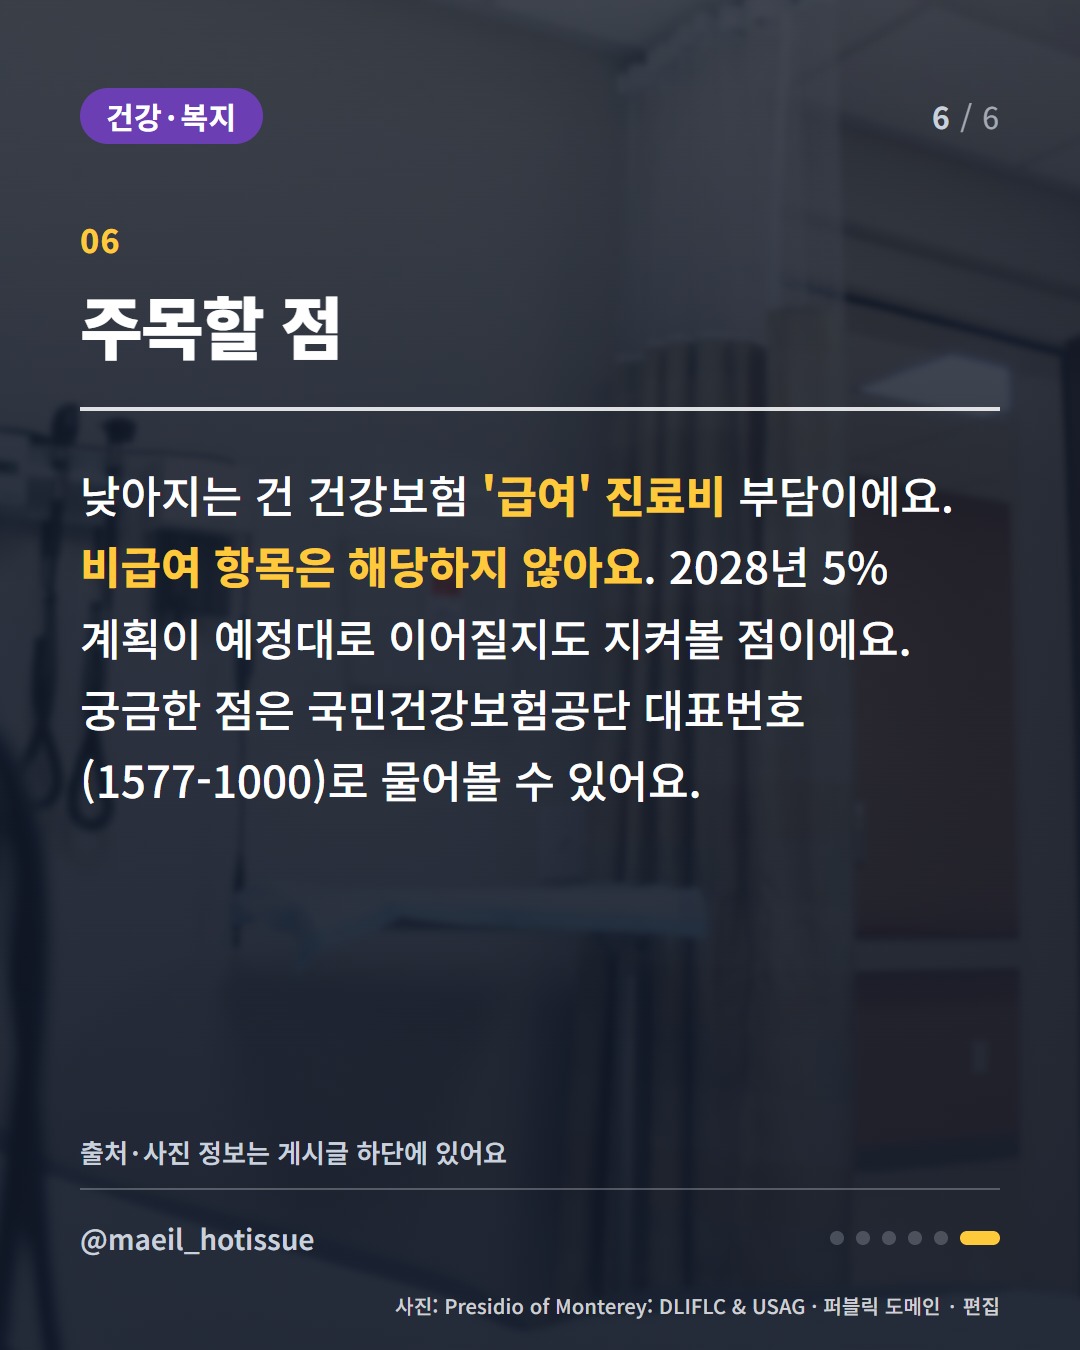 건강·복지
6 / 6
06
주목할 점
낮아지는 건 건강보험 '급여' 진료비 부담이에요.
비급여 항목은 해당하지 않아요. 2028년 5%
계획이 예정대로 이어질지도 지켜볼 점이에요.
궁금한 점은 국민건강보험공단 대표번호
(1577-1000)로 물어볼 수 있어요.
출처·사진 정보는 게시글 하단에 있어요
@maeil_hotissue
사진: Presidio of Monterey: DLIFLC & USAG · 퍼블릭 도메인 · 편집